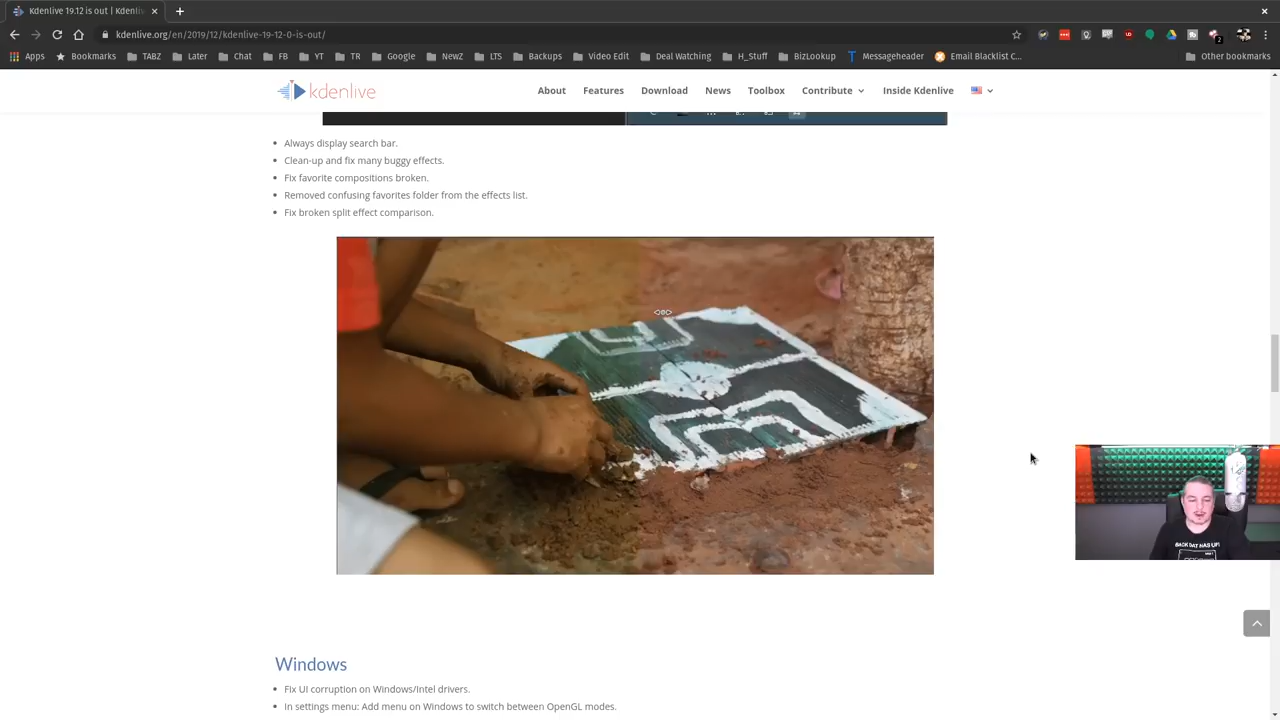 Kdenlive 19.12 is out | Kdenliv
kdenlive.org/en/2019/12/kdenlive-19-12-0-is-out/
Apps Bookmarks TABZ Later Chat FB YT TR Google NewZ LTS Backups Video Edit Deal Watching H_Stuff BizLookup Messageheader Email Blacklist C... Other bookmarks
kdenlive About Features Download News Toolbox Contribute Inside Kdenlive
Always display search bar.
Clean-up and fix many buggy effects.
Fix favorite compositions broken.
Removed confusing favorites folder from the effects list.
Fix broken split effect comparison.
BACK DAT NAS UP!
Windows
Fix UI corruption on Windows/Intel drivers.
In settings menu: Add menu on Windows to switch between OpenGL modes.